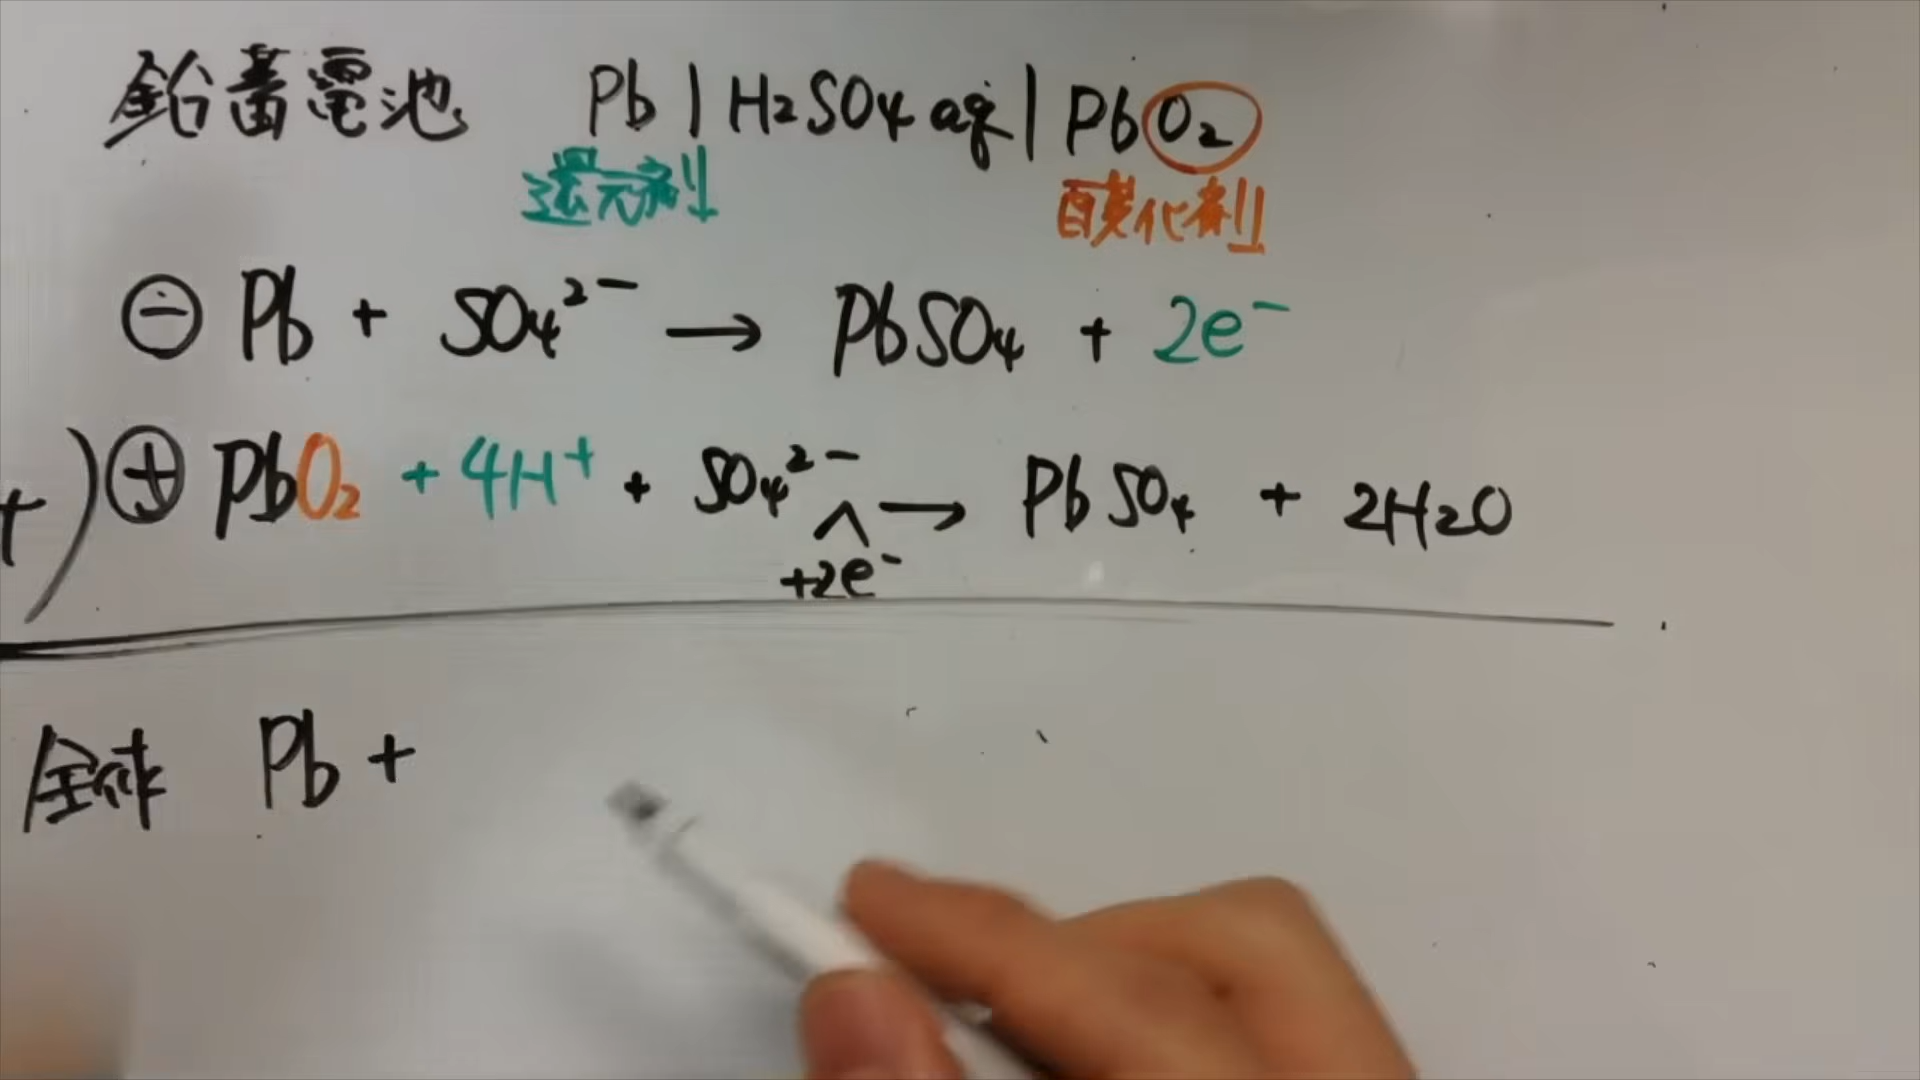 鉛蓄電池 Pb | H2SO4 aq | PbO2
還元剤 酸化剤
⊖ Pb + SO4²⁻ → PbSO4 + 2e⁻
+) ⊕ PbO2 + 4H⁺ + SO4²⁻ → PbSO4 + 2H2O
+2e⁻
全体 Pb +